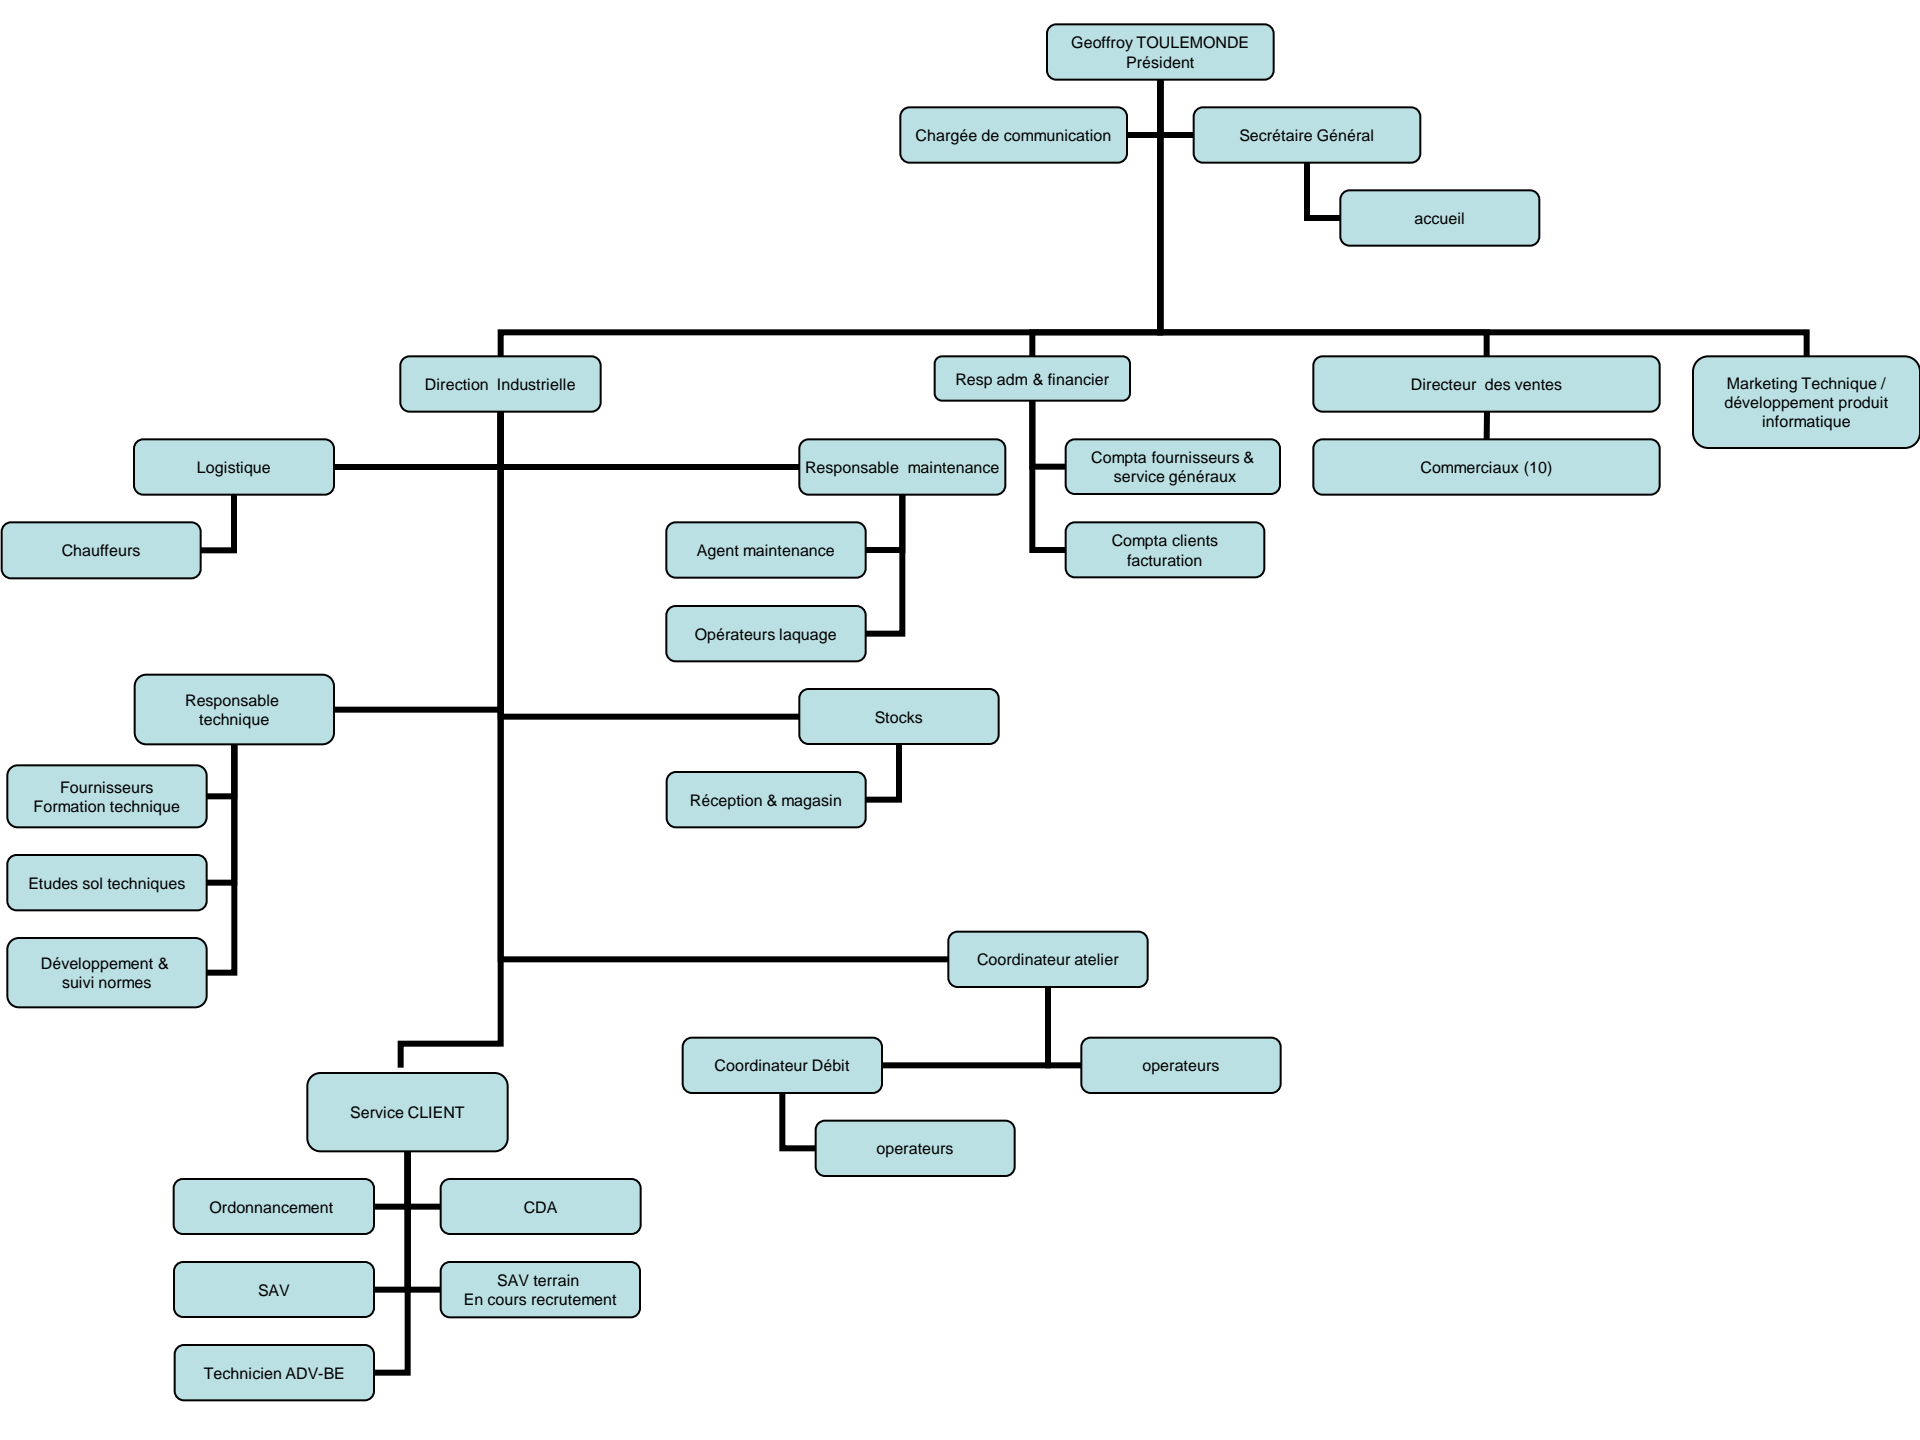 Geoffroy TOULEMONDE
Président
Chargée de communication
Secrétaire Général
accueil
Direction Industrielle
Resp adm & financier
Directeur des ventes
Marketing Technique /
développement produit
informatique
Logistique
Responsable maintenance
Compta fournisseurs &
service généraux
Commerciaux (10)
Chauffeurs
Agent maintenance
Compta clients
facturation
Opérateurs laquage
Responsable
technique
Stocks
Fournisseurs
Formation technique
Réception & magasin
Etudes sol techniques
Développement &
suivi normes
Coordinateur atelier
Coordinateur Débit
operateurs
Service CLIENT
operateurs
Ordonnancement
CDA
SAV
SAV terrain
En cours recrutement
Technicien ADV-BE